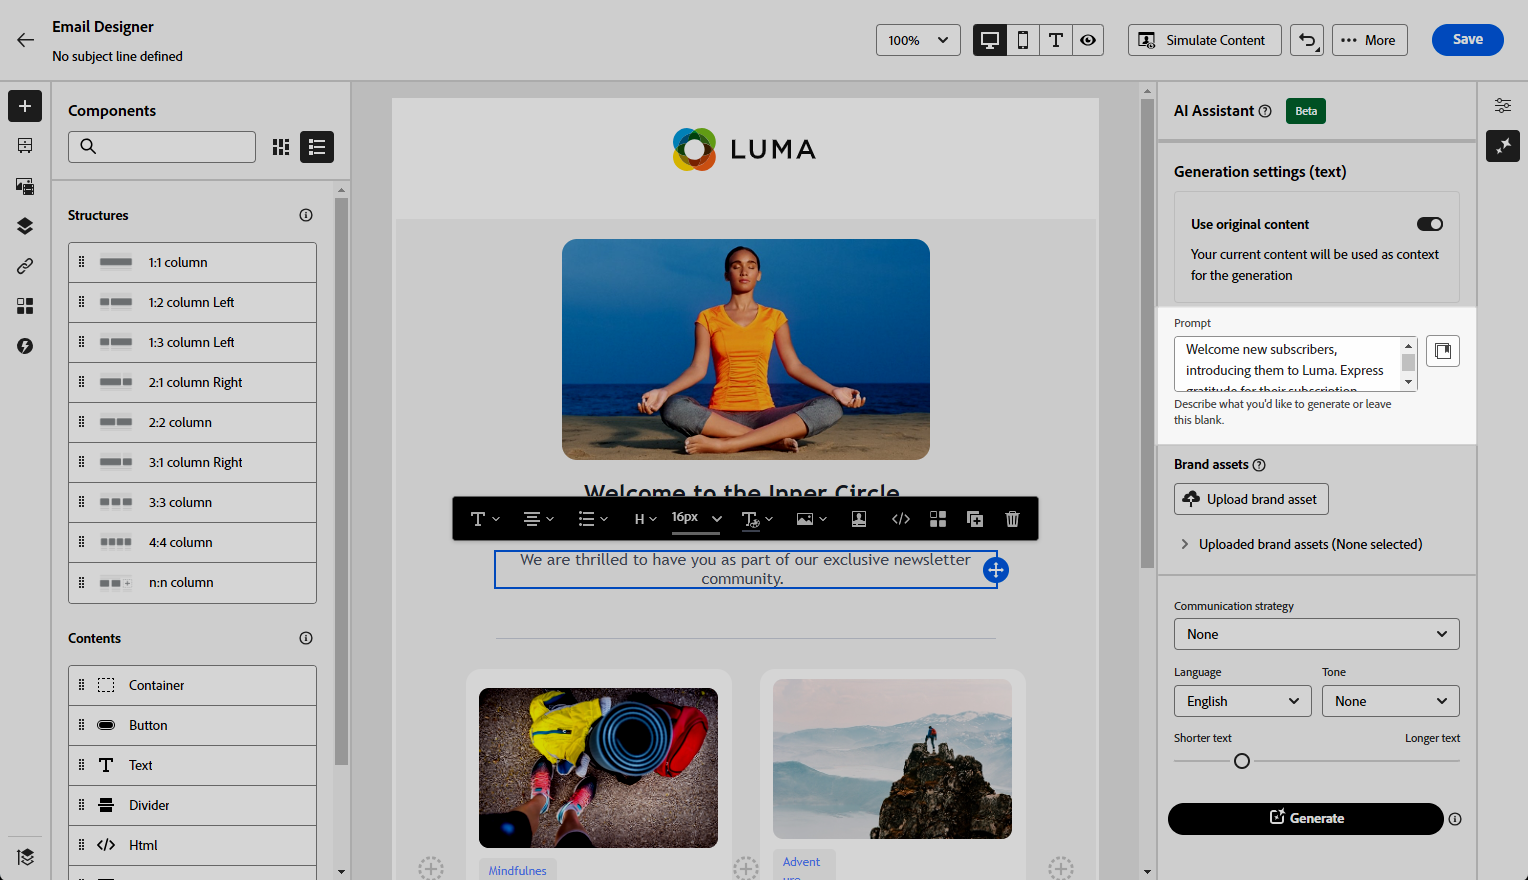 Email Designer
No subject line defined
100%
Simulate Content
More
Save
Components
Structures
1:1 column
1:2 column Left
1:3 column Left
2:1 column Right
2:2 column
3:1 column Right
3:3 column
4:4 column
n:n column
Contents
Container
Button
Text
Divider
Html
LUMA
Welcome to the Inner Circle
H
16px
We are thrilled to have you as part of our exclusive newsletter
community.
Mindfulnes
Advent
ure
AI Assistant
Beta
Generation settings (text)
Use original content
Your current content will be used as context
for the generation
Prompt
Welcome new subscribers,
introducing them to Luma. Express
gratitude for their subscription
Describe what you'd like to generate or leave
this blank.
Brand assets
Upload brand asset
Uploaded brand assets (None selected)
Communication strategy
None
Language
Tone
English
None
Shorter text
Longer text
Generate